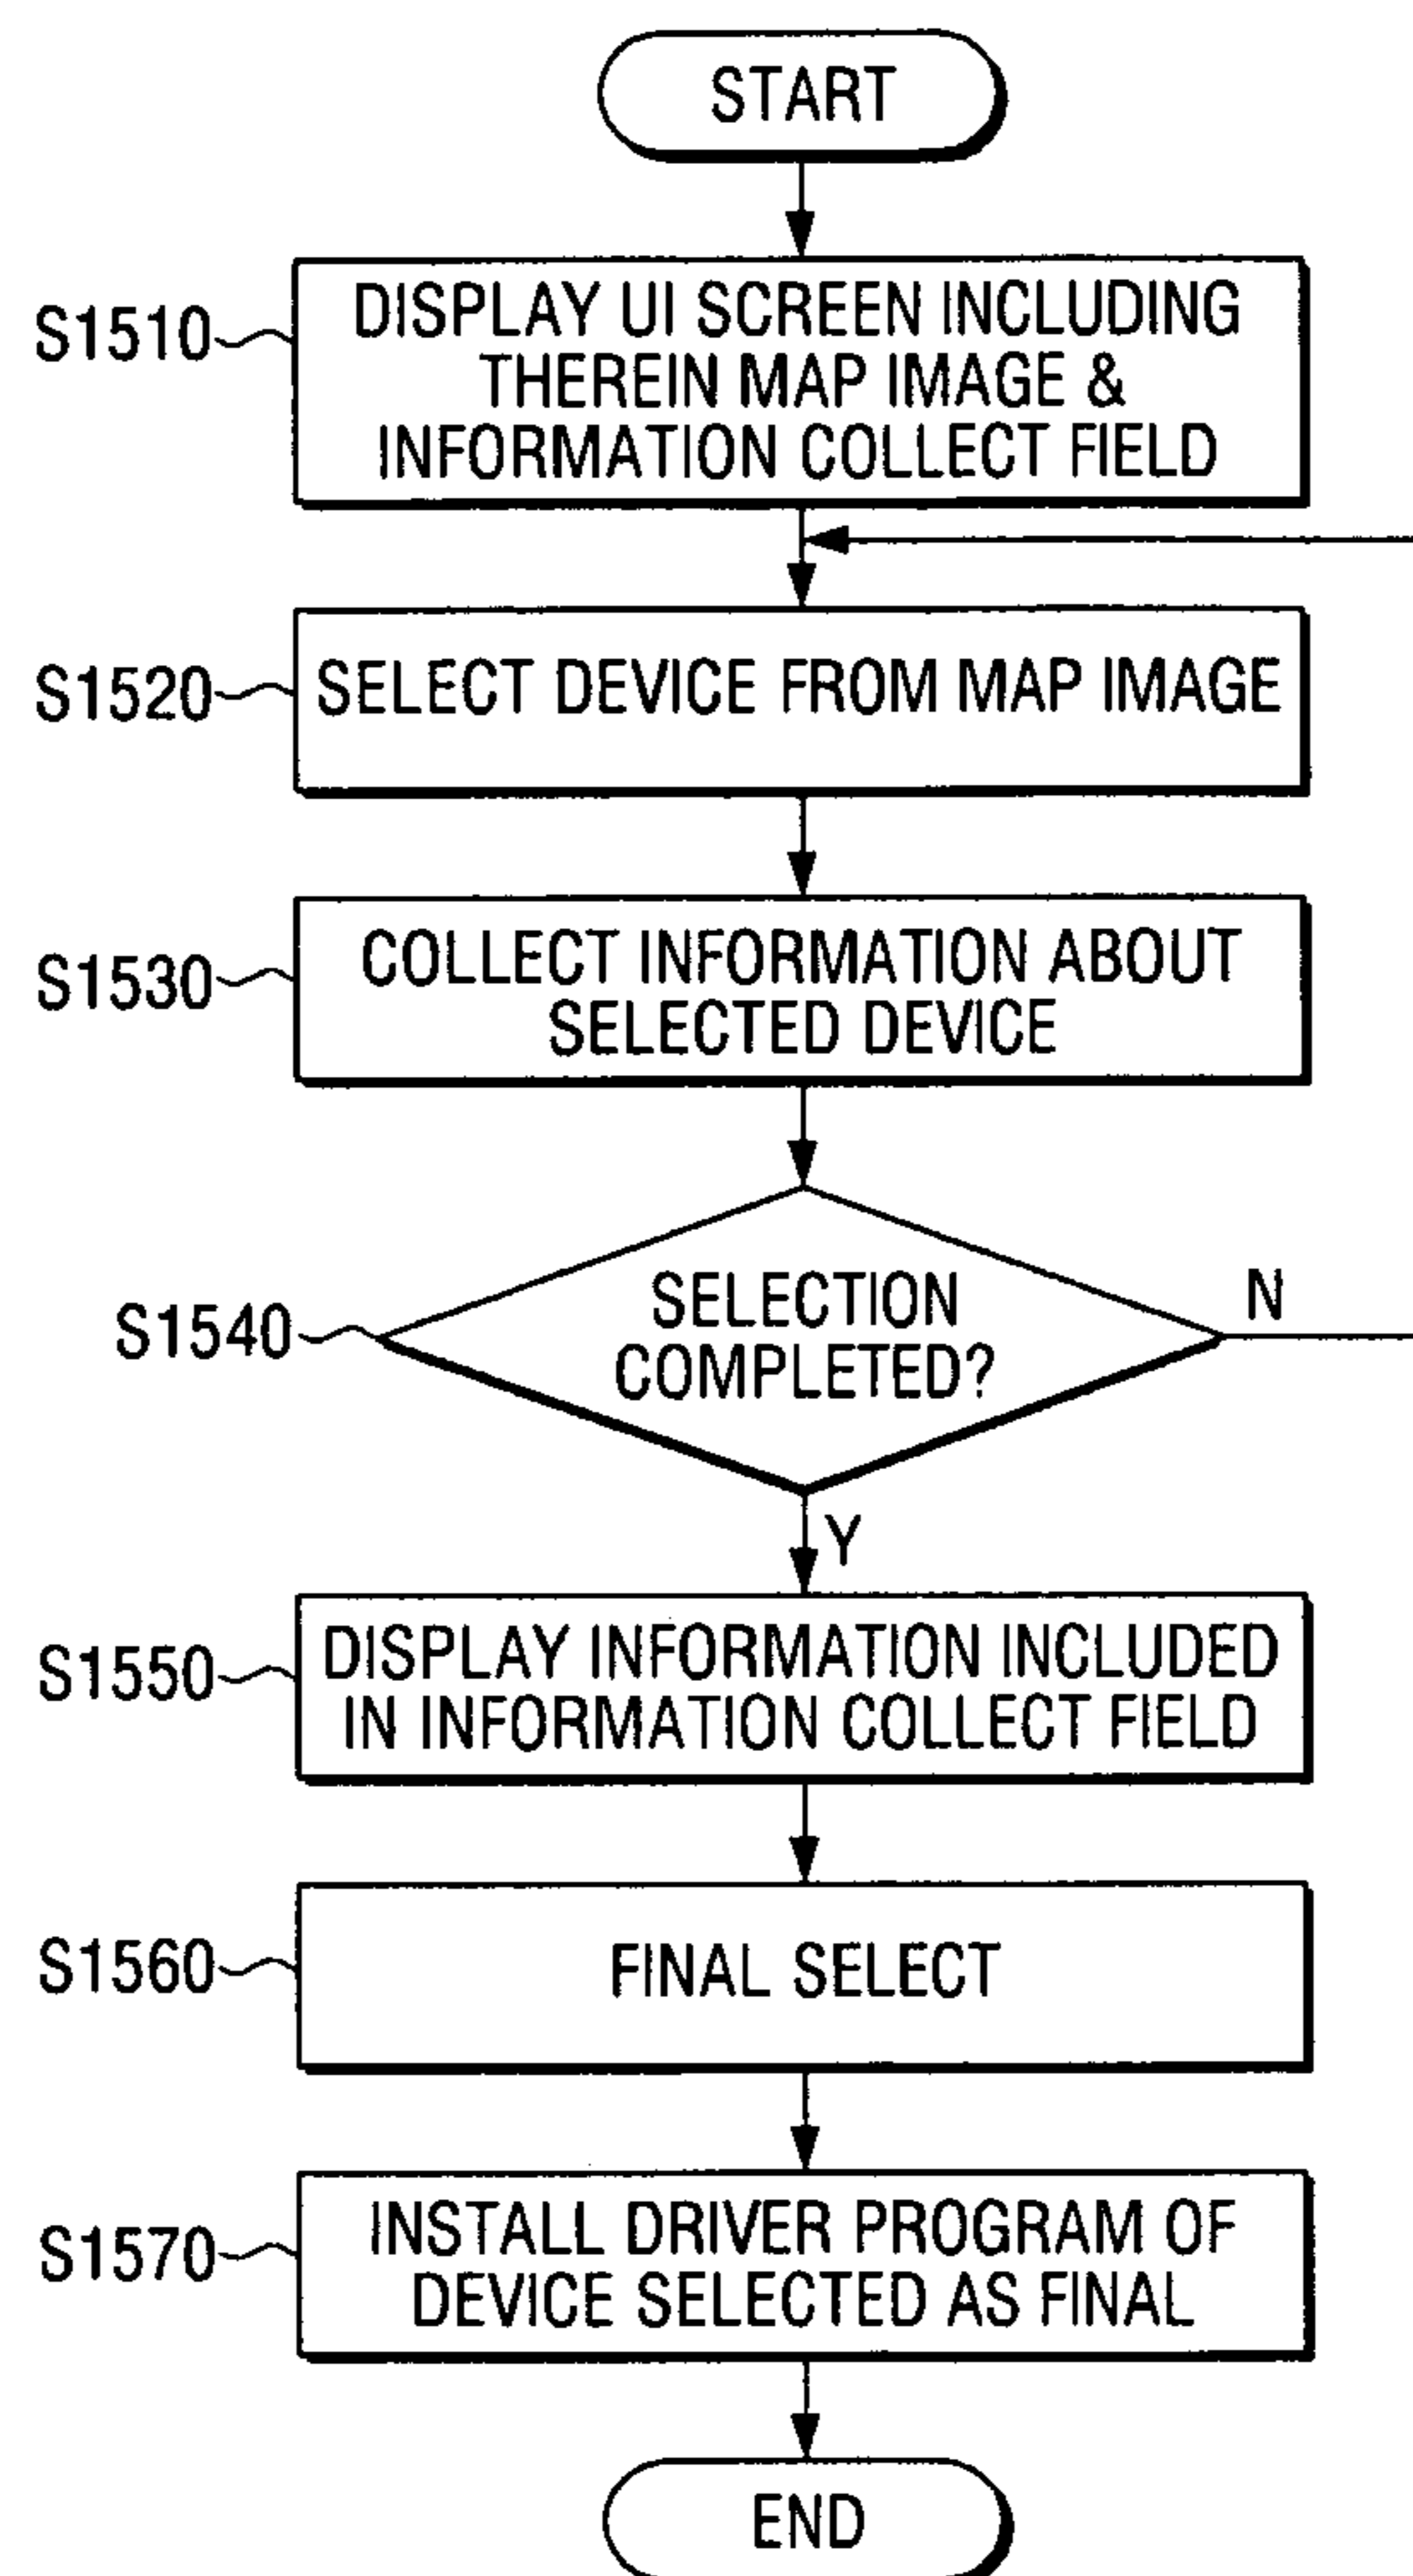 START
S1510
DISPLAY UI SCREEN INCLUDING
THEREIN MAP IMAGE &
INFORMATION COLLECT FIELD
S1520
SELECT DEVICE FROM MAP IMAGE
S1530
COLLECT INFORMATION ABOUT
SELECTED DEVICE
S1540
SELECTION
COMPLETED?
N
Y
S1550
DISPLAY INFORMATION INCLUDED
IN INFORMATION COLLECT FIELD
S1560
FINAL SELECT
S1570
INSTALL DRIVER PROGRAM OF
DEVICE SELECTED AS FINAL
END